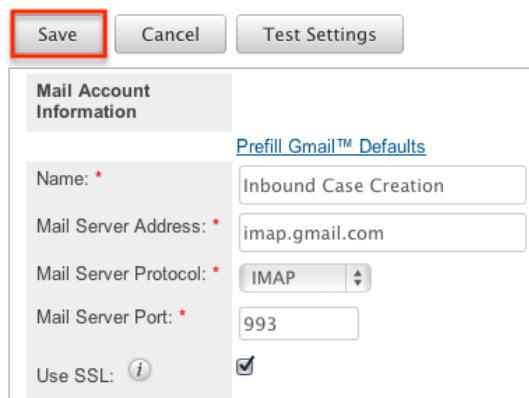 Save Cancel Test Settings
Mail Account
Information
Prefill Gmail™ Defaults
Name: * Inbound Case Creation
Mail Server Address: * imap.gmail.com
Mail Server Protocol: * IMAP
Mail Server Port: * 993
Use SSL: i